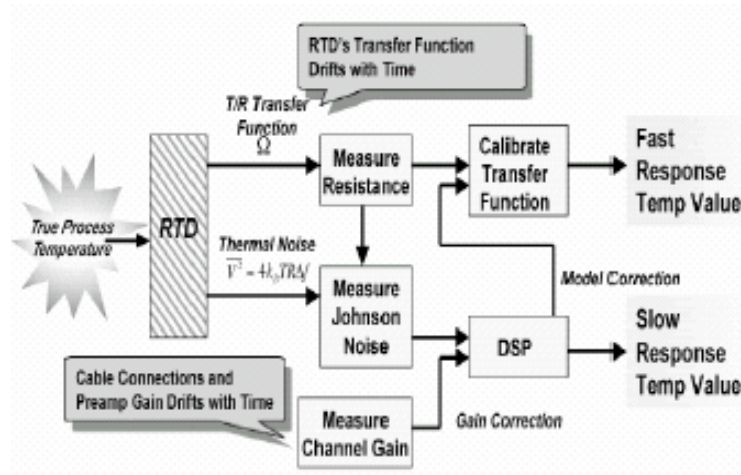 RTD's Transfer Function
Drifts with Time
T/R Transfer
Function
Ω
Measure
Resistance
Calibrate
Transfer
Function
Fast
Response
Temp Value
True Process
Temperature
RTD
Thermal Noise
V² = 4k_BTRΔf
Measure
Johnson
Noise
Model Correction
DSP
Slow
Response
Temp Value
Cable Connections and
Preamp Gain Drifts with Time
Measure
Channel Gain
Gain Correction